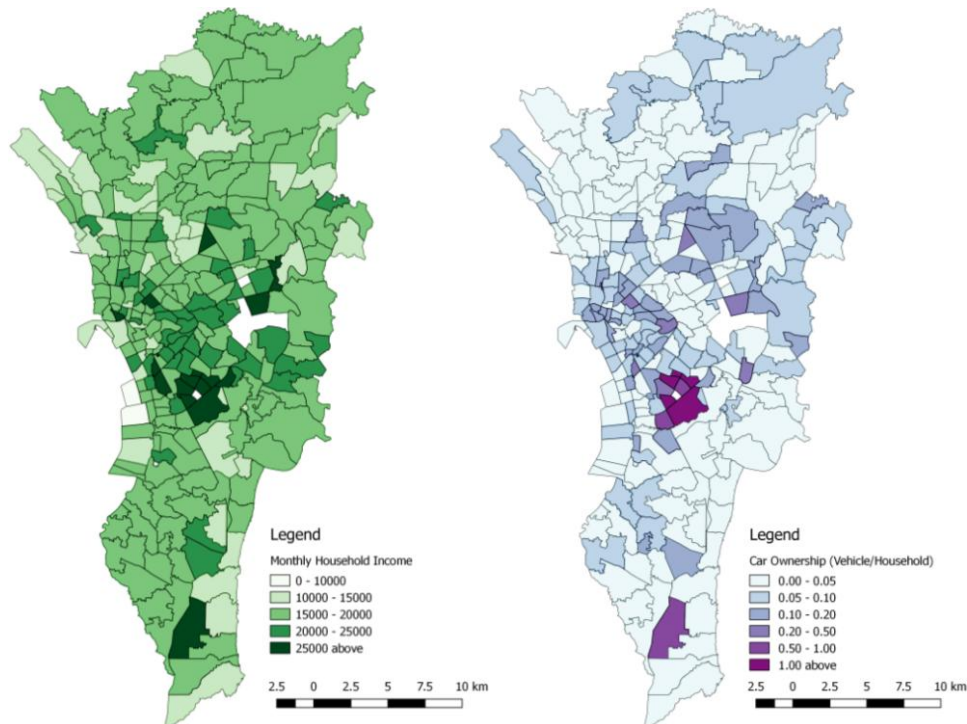 Legend
Monthly Household Income
0 - 10000
10000 - 15000
15000 - 20000
20000 - 25000
25000 above
2.5 0 2.5 5 7.5 10 km
Legend
Car Ownership (Vehicle/Household)
0.00 - 0.05
0.05 - 0.10
0.10 - 0.20
0.20 - 0.50
0.50 - 1.00
1.00 above
2.5 0 2.5 5 7.5 10 km